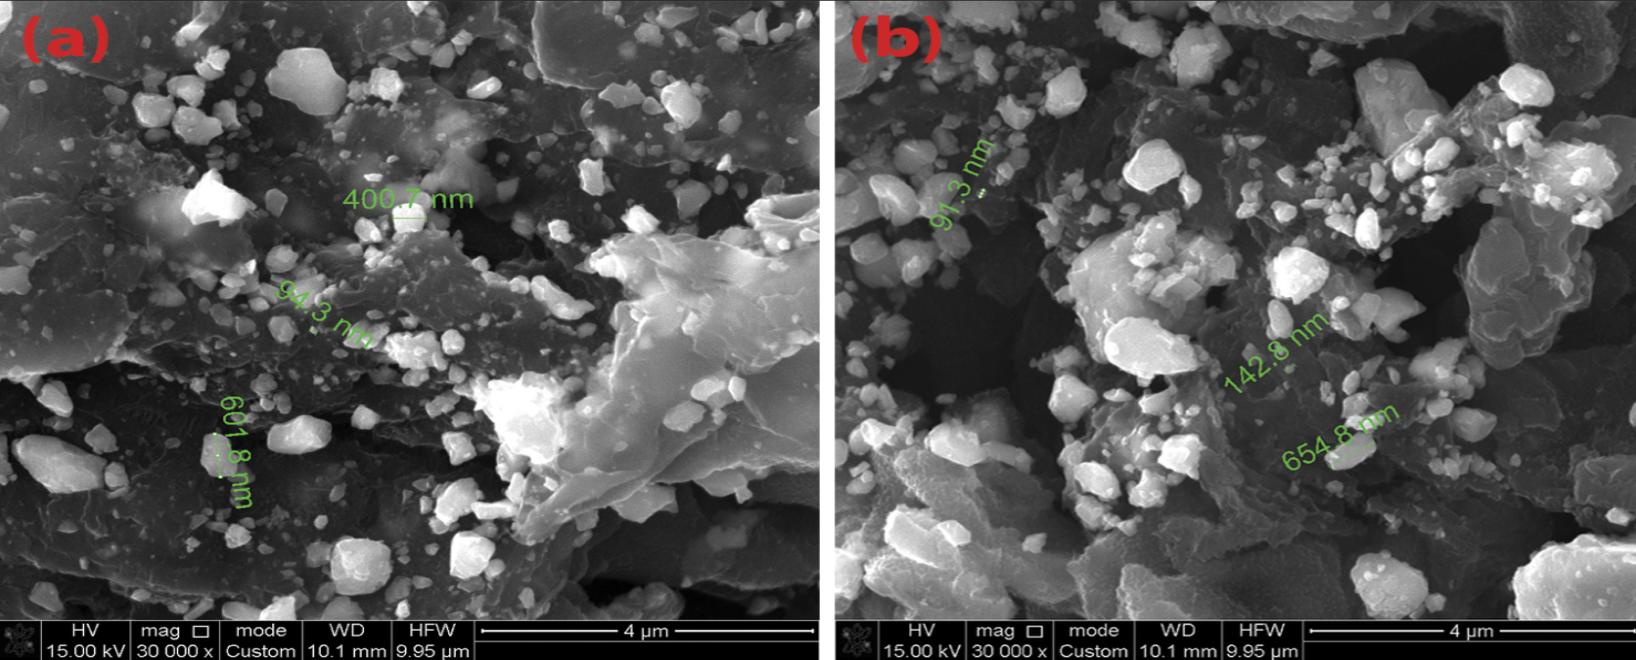 (a)
400.7 nm
94.3 nm
601.8 nm
HV mag □ mode WD HFW 4 µm
15.00 kV 30 000 x Custom 10.1 mm 9.95 µm
(b)
91.3 nm
142.8 nm
654.8 nm
HV mag □ mode WD HFW 4 µm
15.00 kV 30 000 x Custom 10.1 mm 9.95 µm